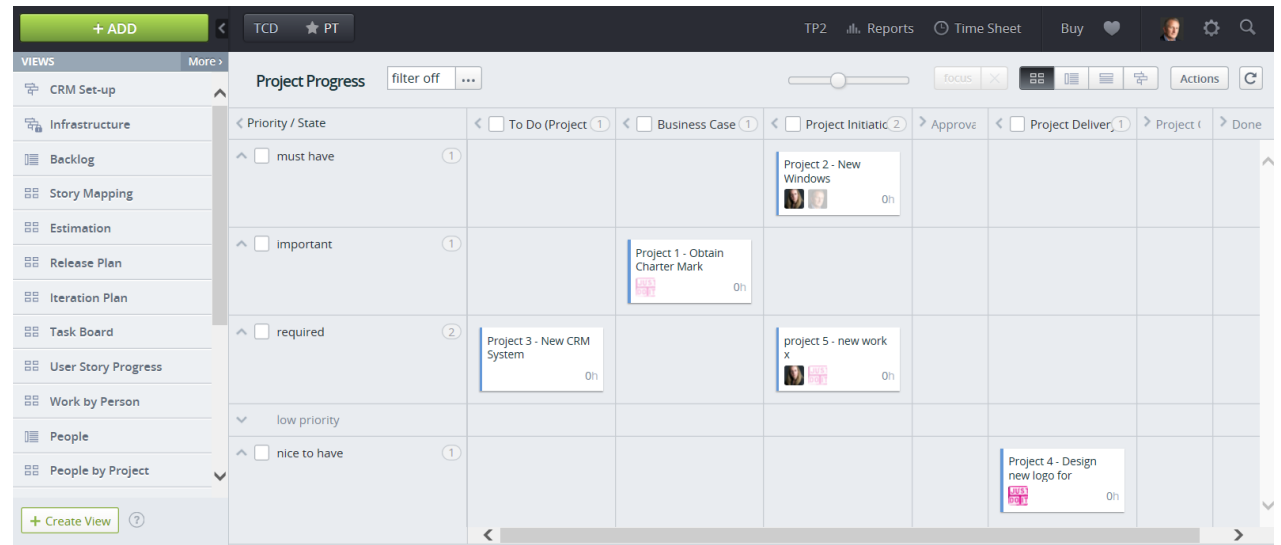 + ADD
TCD
PT
TP2
Reports
Time Sheet
Buy
VIEWS
More ›
CRM Set-up
Infrastructure
Backlog
Story Mapping
Estimation
Release Plan
Iteration Plan
Task Board
User Story Progress
Work by Person
People
People by Project
+ Create View
?
Project Progress
filter off
...
focus
Actions
Priority / State
To Do (Project
1
Business Case
1
Project Initiatic
2
Approva
Project Delivery
1
Project (
Done
must have
1
Project 2 - New
Windows
0h
important
1
Project 1 - Obtain
Charter Mark
0h
required
2
Project 3 - New CRM
System
0h
project 5 - new work
x
0h
low priority
nice to have
1
Project 4 - Design
new logo for
0h